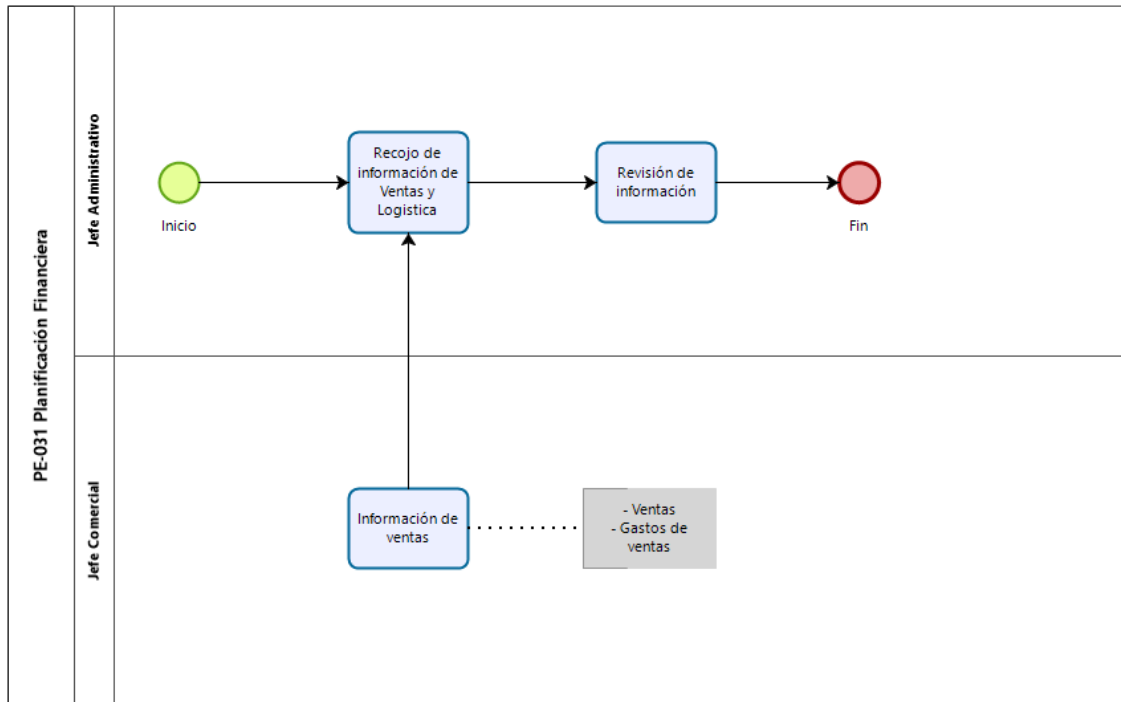 PE-031 Planificación Financiera
Jefe Administrativo
Inicio
Recojo de
información de
Ventas y
Logistica
Revisión de
información
Fin
Jefe Comercial
Información de
ventas
- Ventas
- Gastos de
ventas